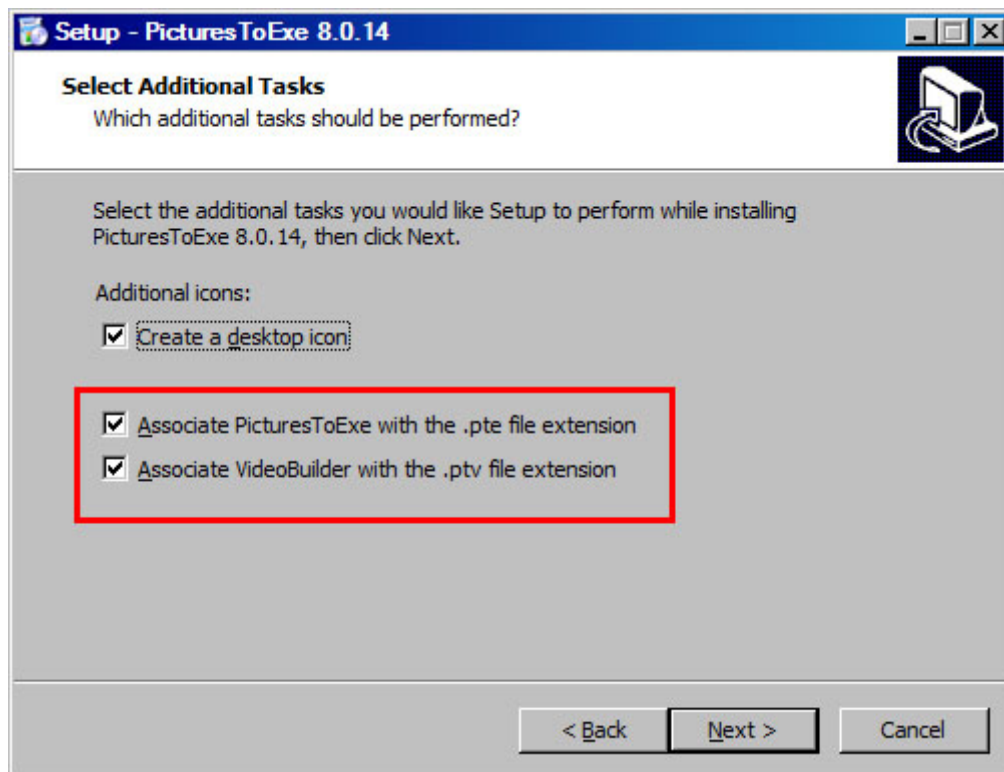 Setup - PicturesToExe 8.0.14
Select Additional Tasks
Which additional tasks should be performed?
Select the additional tasks you would like Setup to perform while installing
PicturesToExe 8.0.14, then click Next.
Additional icons:
Create a desktop icon
Associate PicturesToExe with the .pte file extension
Associate VideoBuilder with the .ptv file extension
< Back
Next >
Cancel